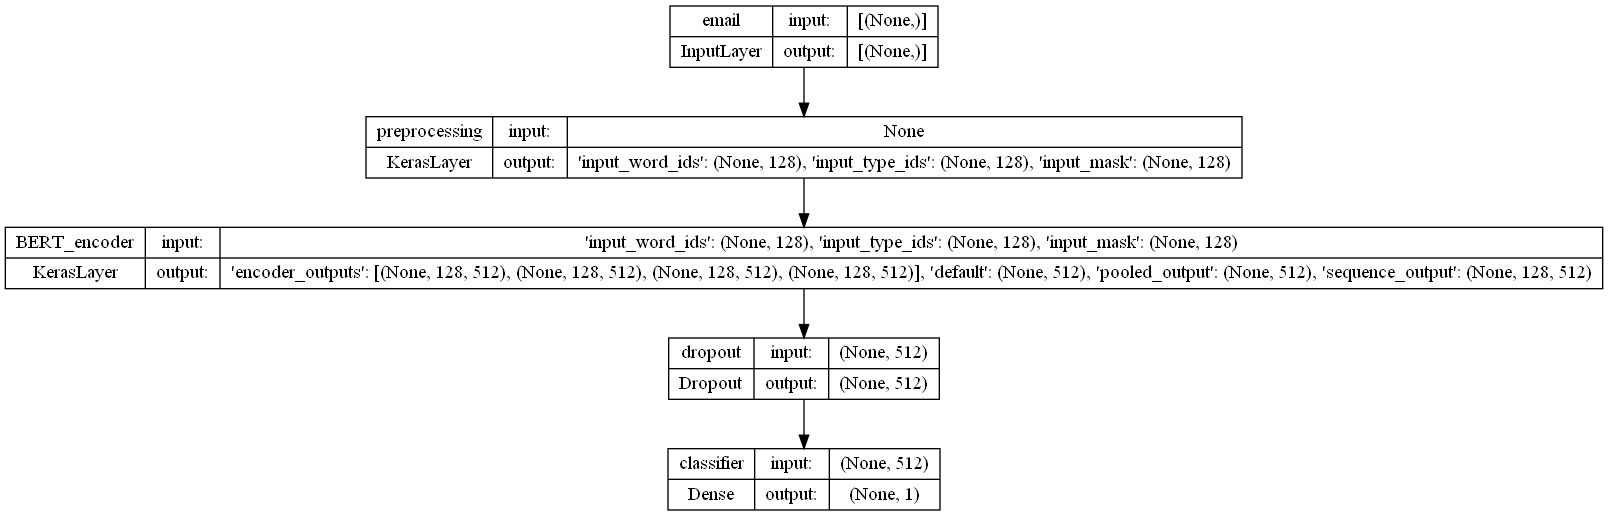 email input: [(None,)]
InputLayer output: [(None,)]
preprocessing input: None
KerasLayer output: 'input_word_ids': (None, 128), 'input_type_ids': (None, 128), 'input_mask': (None, 128)
BERT_encoder input: 'input_word_ids': (None, 128), 'input_type_ids': (None, 128), 'input_mask': (None, 128)
KerasLayer output: 'encoder_outputs': [(None, 128, 512), (None, 128, 512), (None, 128, 512), (None, 128, 512)], 'default': (None, 512), 'pooled_output': (None, 512), 'sequence_output': (None, 128, 512)
dropout input: (None, 512)
Dropout output: (None, 512)
classifier input: (None, 512)
Dense output: (None, 1)